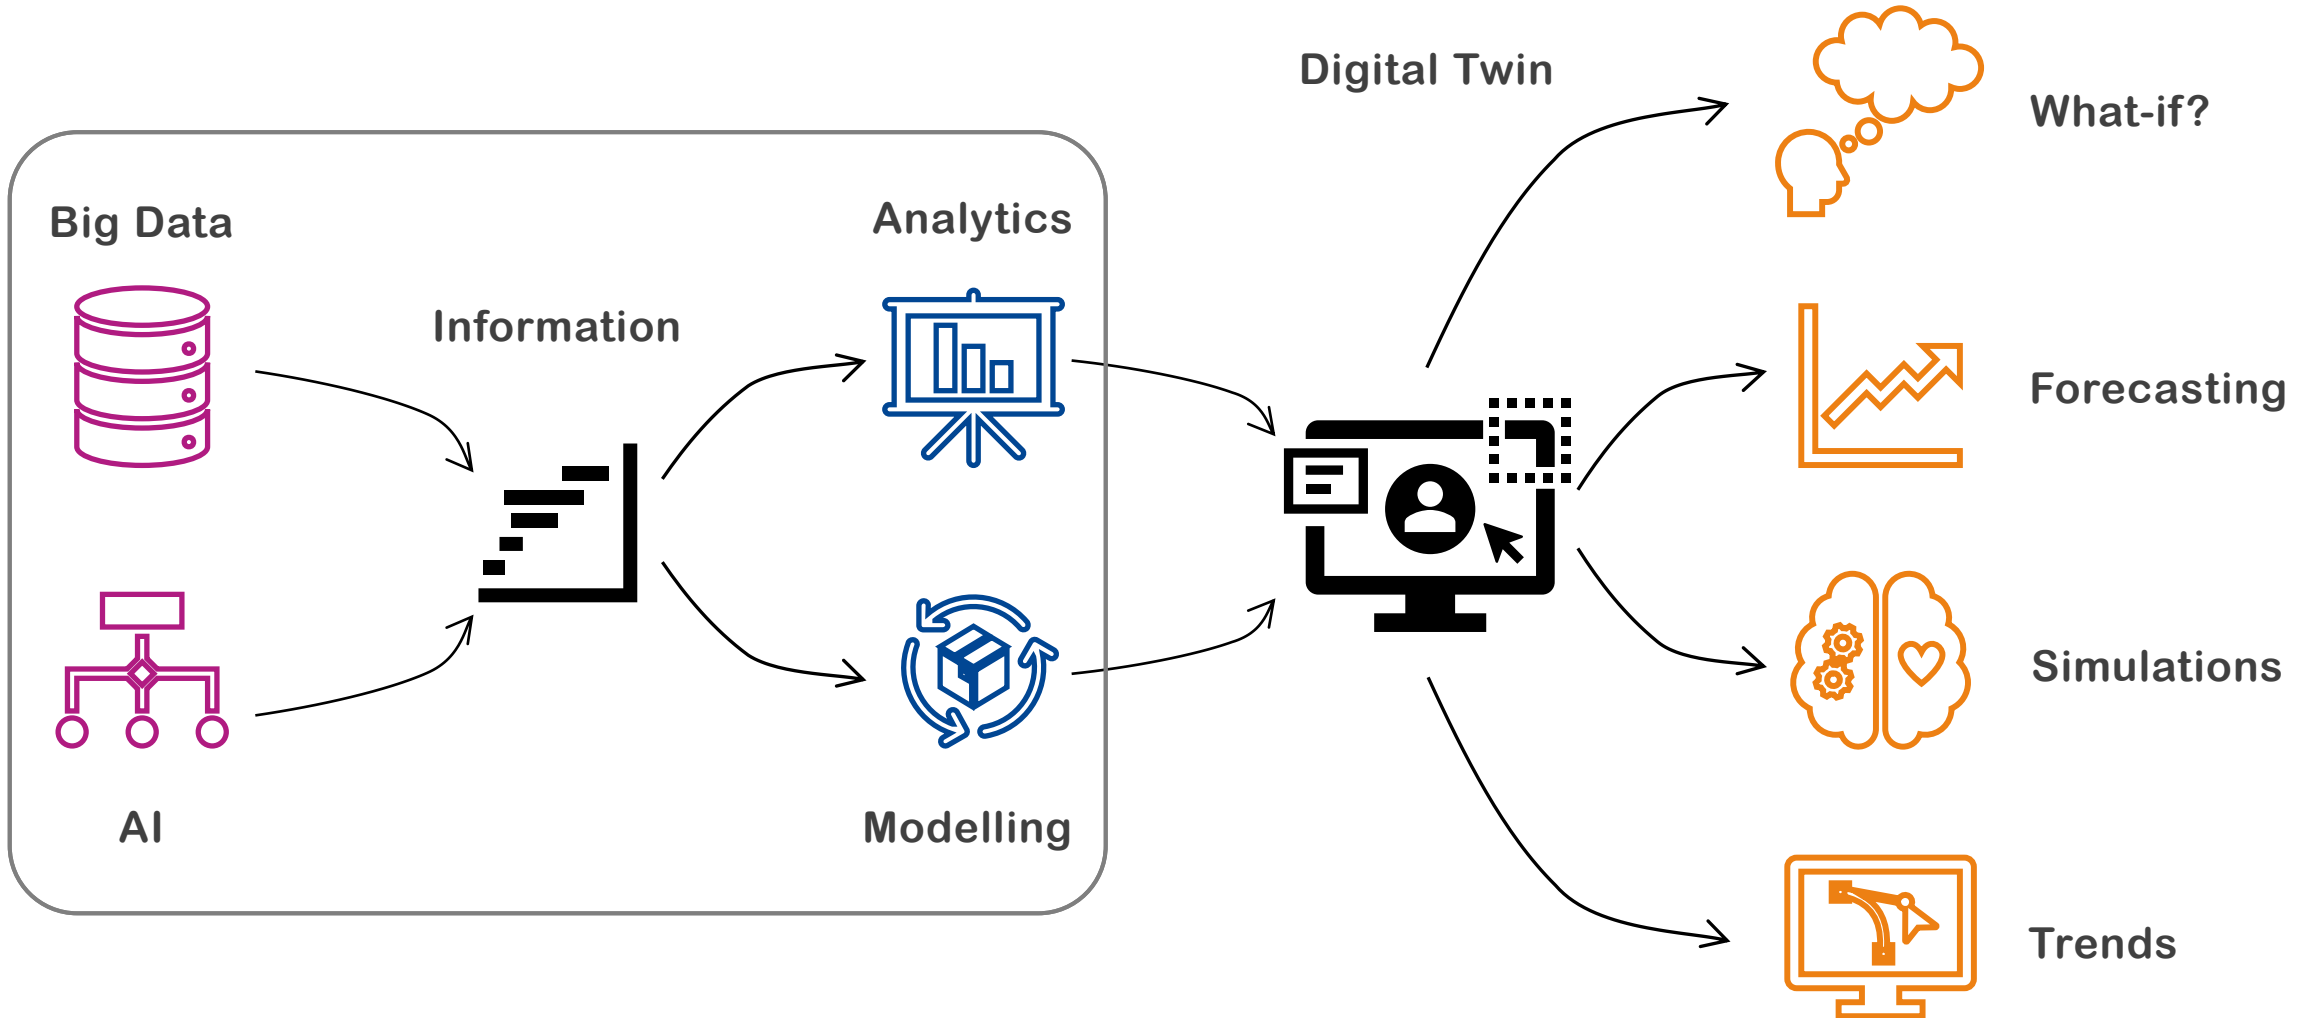 Digital Twin
What-if?
Big Data
Analytics
Information
Forecasting
Simulations
AI
Modelling
Trends